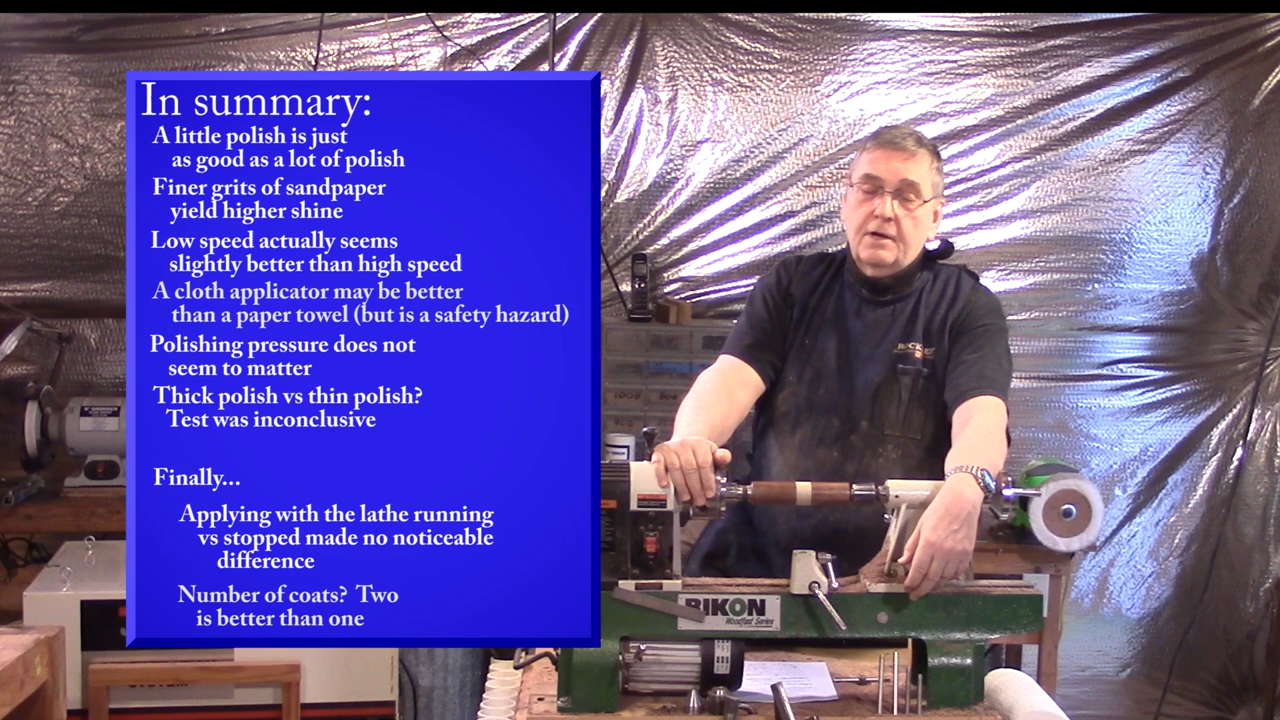 In summary:
A little polish is just
as good as a lot of polish
Finer grits of sandpaper
yield higher shine
Low speed actually seems
slightly better than high speed
A cloth applicator may be better
than a paper towel (but is a safety hazard)
Polishing pressure does not
seem to matter
Thick polish vs thin polish?
Test was inconclusive
Finally...
Applying with the lathe running
vs stopped made no noticeable
difference
Number of coats? Two
is better than one
RIKON
Woodfast Series